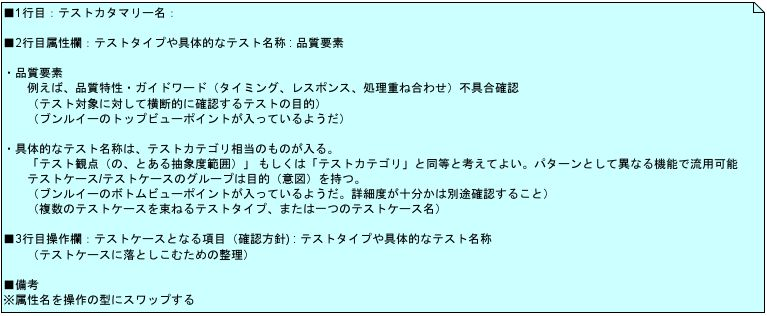 ■1行目：テストカタマリー名：
■2行目属性欄：テストタイプや具体的なテスト名称 : 品質要素
・品質要素
例えば、品質特性・ガイドワード（タイミング、レスポンス、処理重ね合わせ）不具合確認
（テスト対象に対して横断的に確認するテストの目的）
（ブンルイーのトップビューポイントが入っているようだ）
・具体的なテスト名称は、テストカテゴリ相当のものが入る。
「テスト観点（の、とある抽象度範囲）」 もしくは「テストカテゴリ」と同等と考えてよい。パターンとして異なる機能で流用可能
テストケース/テストケースのグループは目的（意図）を持つ。
（ブンルイーのボトムビューポイントが入っているようだ。詳細度が十分かは別途確認すること）
（複数のテストケースを束ねるテストタイプ、または一つのテストケース名）
■3行目操作欄：テストケースとなる項目（確認方針) : テストタイプや具体的なテスト名称
（テストケースに落としこむための整理）
■備考
※属性名を操作の型にスワップする